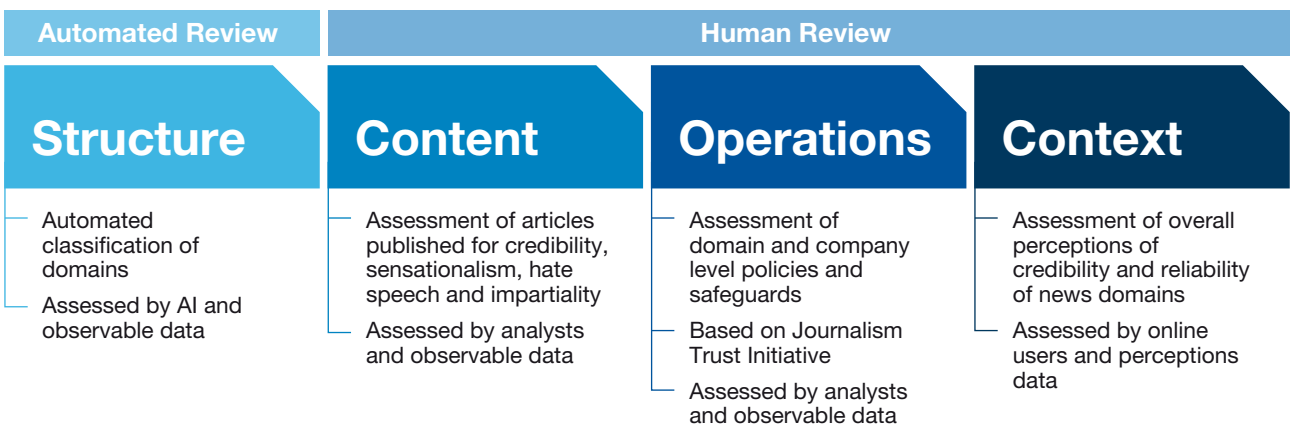 Automated Review
Human Review
Structure
Content
Operations
Context
Automated
classification of
domains
Assessed by AI and
observable data
Assessment of articles
published for credibility,
sensationalism, hate
speech and impartiality
Assessed by analysts
and observable data
Assessment of
domain and company
level policies and
safeguards
Based on Journalism
Trust Initiative
Assessed by analysts
and observable data
Assessment of overall
perceptions of
credibility and reliability
of news domains
Assessed by online
users and perceptions
data